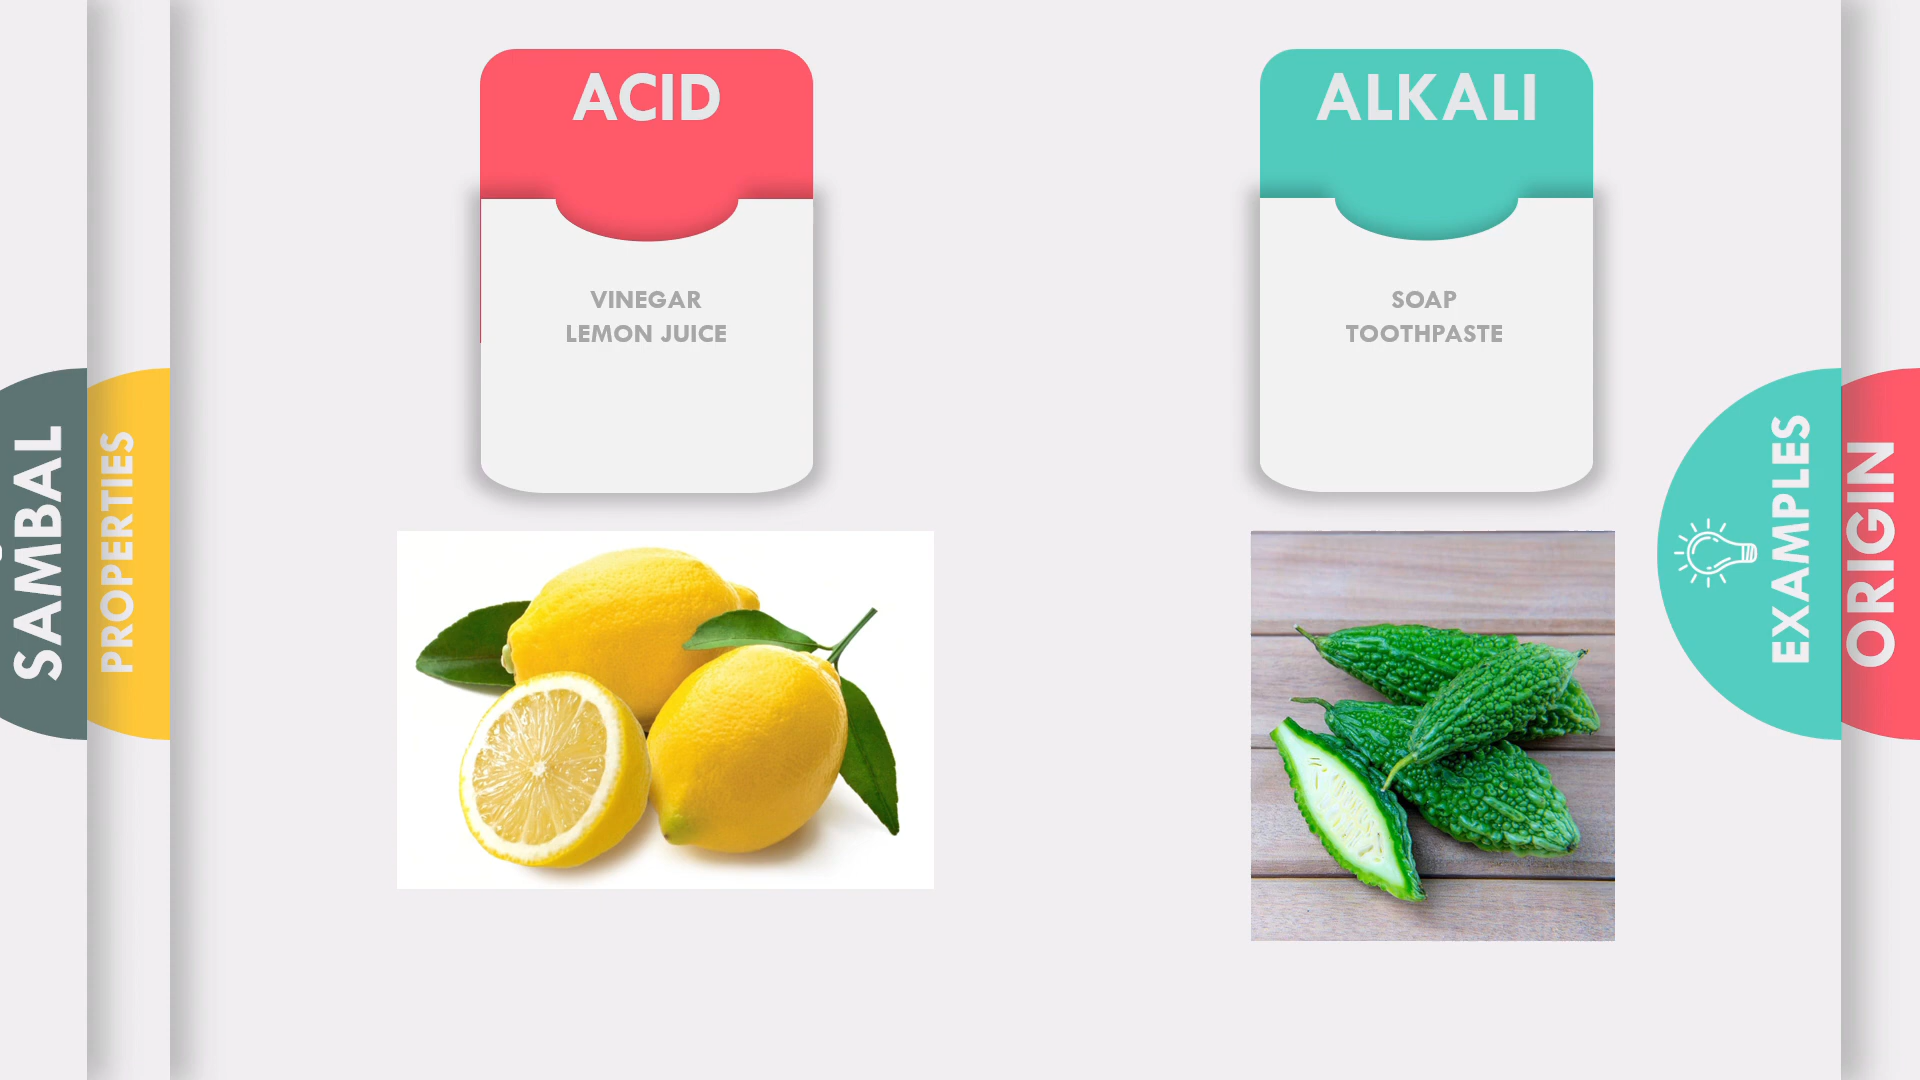 SAMBAL
PROPERTIES
ACID
VINEGAR
LEMON JUICE
ALKALI
SOAP
TOOTHPASTE
EXAMPLES
ORIGIN